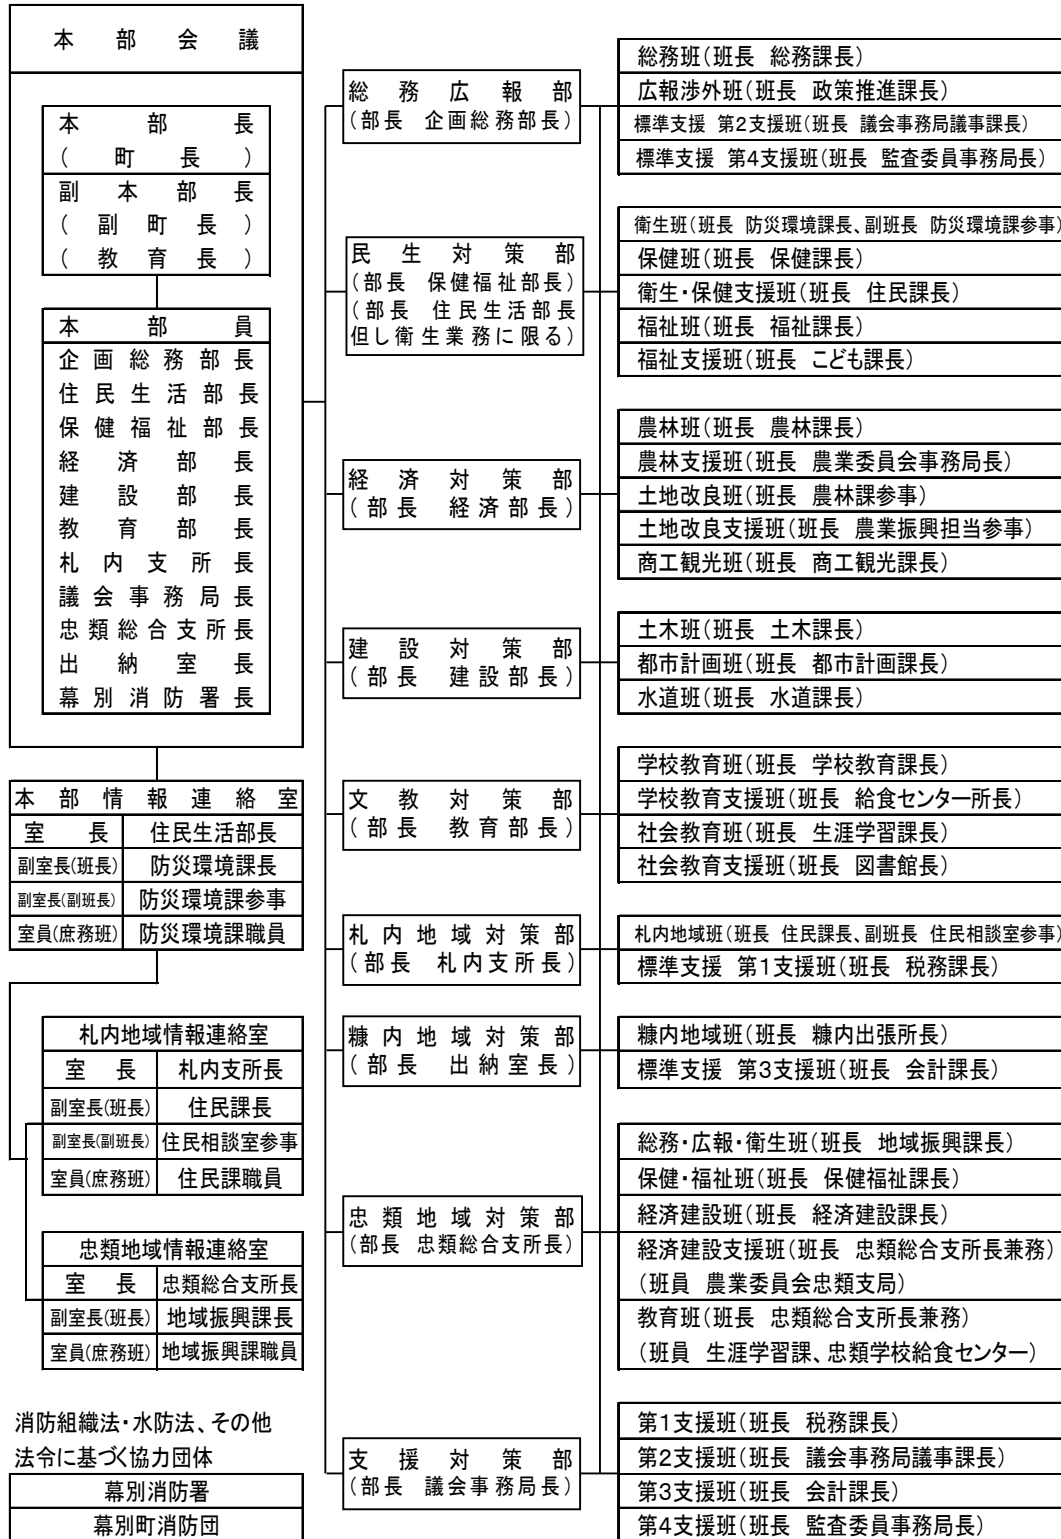 本部会議
本部長
(町長)
副本部長
(副町長)
(教育長)
本部員
企画総務部長
住民生活部長
保健福祉部長
経済部長
建設部長
教育部長
札内支所長
議会事務局長
忠類総合支所長
出納室長
幕別消防署長
本部情報連絡室
室長 住民生活部長
副室長(班長) 防災環境課長
副室長(副班長) 防災環境課参事
室員(庶務班) 防災環境課職員
札内地域情報連絡室
室長 札内支所長
副室長(班長) 住民課長
副室長(副班長) 住民相談室参事
室員(庶務班) 住民課職員
忠類地域情報連絡室
室長 忠類総合支所長
副室長(班長) 地域振興課長
室員(庶務班) 地域振興課職員
消防組織法・水防法、その他
法令に基づく協力団体
幕別消防署
幕別町消防団
総務広報部
(部長 企画総務部長)
総務班(班長 総務課長)
広報渉外班(班長 政策推進課長)
標準支援 第2支援班(班長 議会事務局議事課長)
標準支援 第4支援班(班長 監査委員事務局長)
民生対策部
(部長 保健福祉部長)
(部長 住民生活部長
但し衛生業務に限る)
衛生班(班長 防災環境課長、副班長 防災環境課参事)
保健班(班長 保健課長)
衛生・保健支援班(班長 住民課長)
福祉班(班長 福祉課長)
福祉支援班(班長 こども課長)
経済対策部
(部長 経済部長)
農林班(班長 農林課長)
農林支援班(班長 農業委員会事務局長)
土地改良班(班長 農林課参事)
土地改良支援班(班長 農業振興担当参事)
商工観光班(班長 商工観光課長)
建設対策部
(部長 建設部長)
土木班(班長 土木課長)
都市計画班(班長 都市計画課長)
水道班(班長 水道課長)
文教対策部
(部長 教育部長)
学校教育班(班長 学校教育課長)
学校教育支援班(班長 給食センター所長)
社会教育班(班長 生涯学習課長)
社会教育支援班(班長 図書館長)
札内地域対策部
(部長 札内支所長)
札内地域班(班長 住民課長、副班長 住民相談室参事)
標準支援 第1支援班(班長 税務課長)
糠内地域対策部
(部長 出納室長)
糠内地域班(班長 糠内出張所長)
標準支援 第3支援班(班長 会計課長)
忠類地域対策部
(部長 忠類総合支所長)
総務・広報・衛生班(班長 地域振興課長)
保健・福祉班(班長 保健福祉課長)
経済建設班(班長 経済建設課長)
経済建設支援班(班長 忠類総合支所長兼務)
(班員 農業委員会忠類支局)
教育班(班長 忠類総合支所長兼務)
(班員 生涯学習課、忠類学校給食センター)
支援対策部
(部長 議会事務局長)
第1支援班(班長 税務課長)
第2支援班(班長 議会事務局議事課長)
第3支援班(班長 会計課長)
第4支援班(班長 監査委員事務局長)